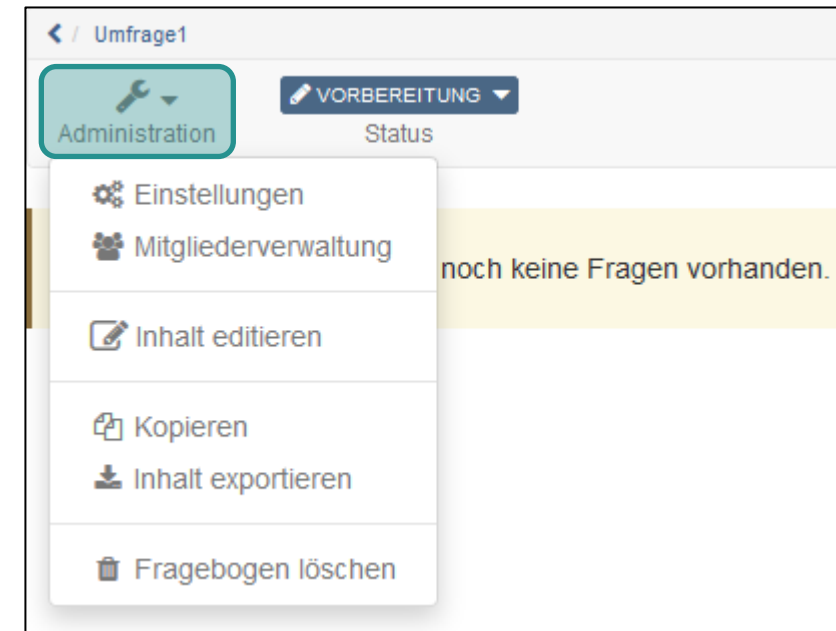 / Umfrage1
VORBEREITUNG
Administration Status
Einstellungen
Mitgliederverwaltung
noch keine Fragen vorhanden.
Inhalt editieren
Kopieren
Inhalt exportieren
Fragebogen löschen